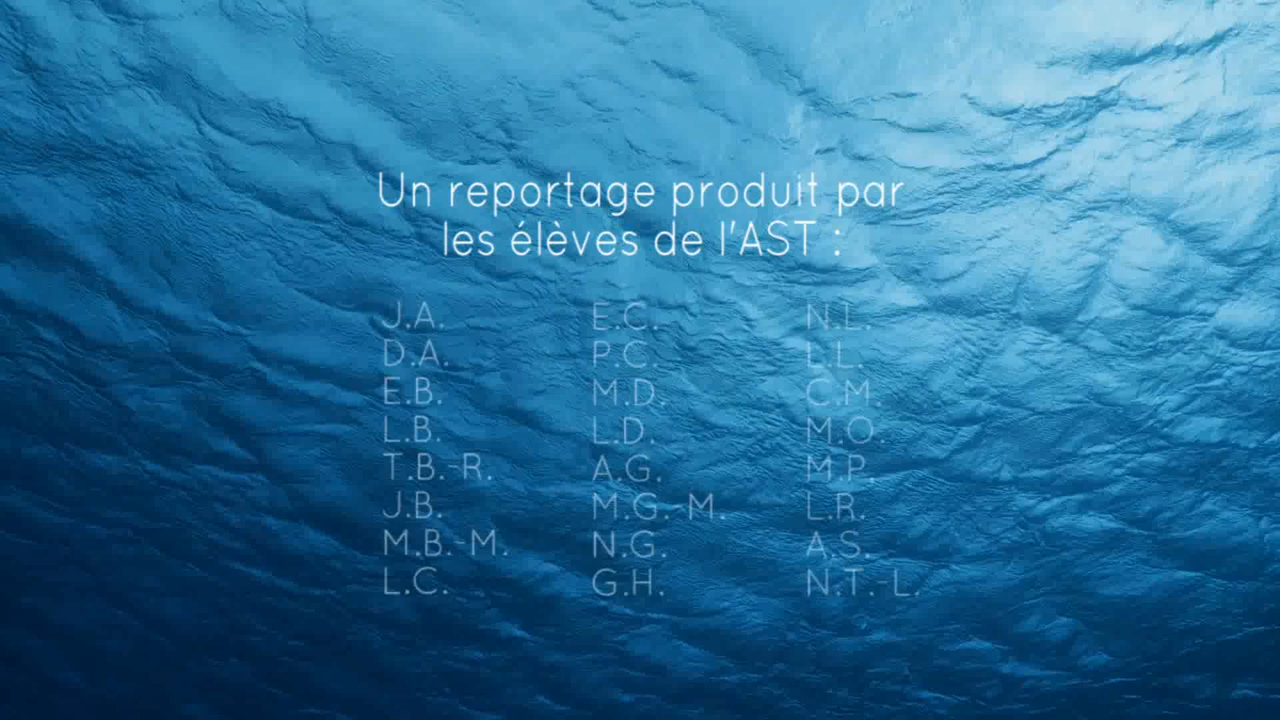 Un reportage produit par
les élèves de l'AST :
J.A.
D.A.
E.B.
L.B.
T.B.-R.
J.B.
M.B.-M.
L.C.
E.C.
P.C.
M.D.
L.D.
A.G.
M.G.-M.
N.G.
G.H.
N.L.
L.L.
C.M.
M.O.
M.P.
L.R.
A.S.
N.T.-L.